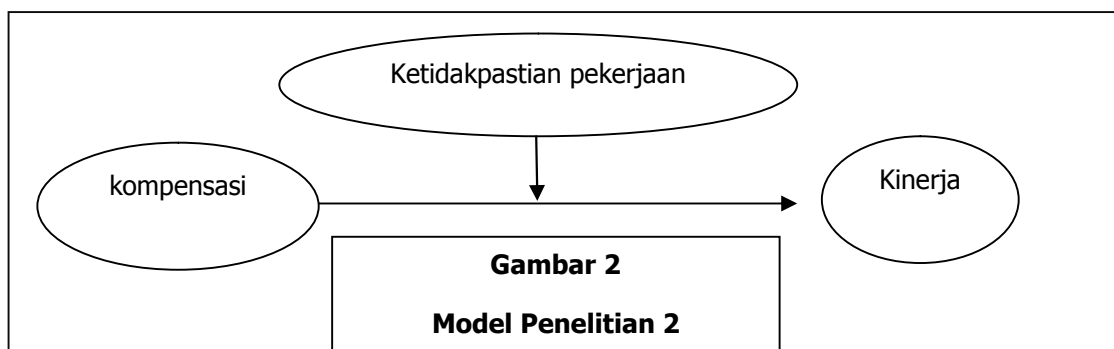 Ketidakpastian pekerjaan
kompensasi
Kinerja
Gambar 2
Model Penelitian 2